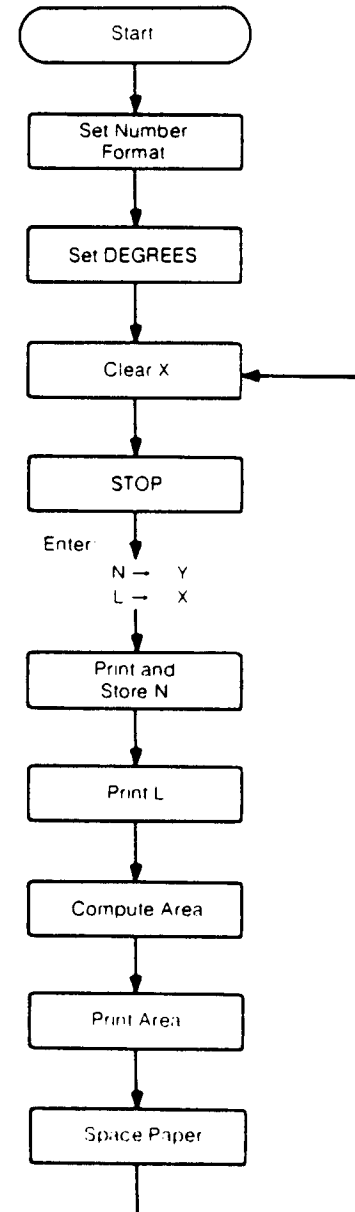 Start
Set Number
Format
Set DEGREES
Clear X
STOP
Enter
N → Y
L → X
Print and
Store N
Print L
Compute Area
Print Area
Space Paper